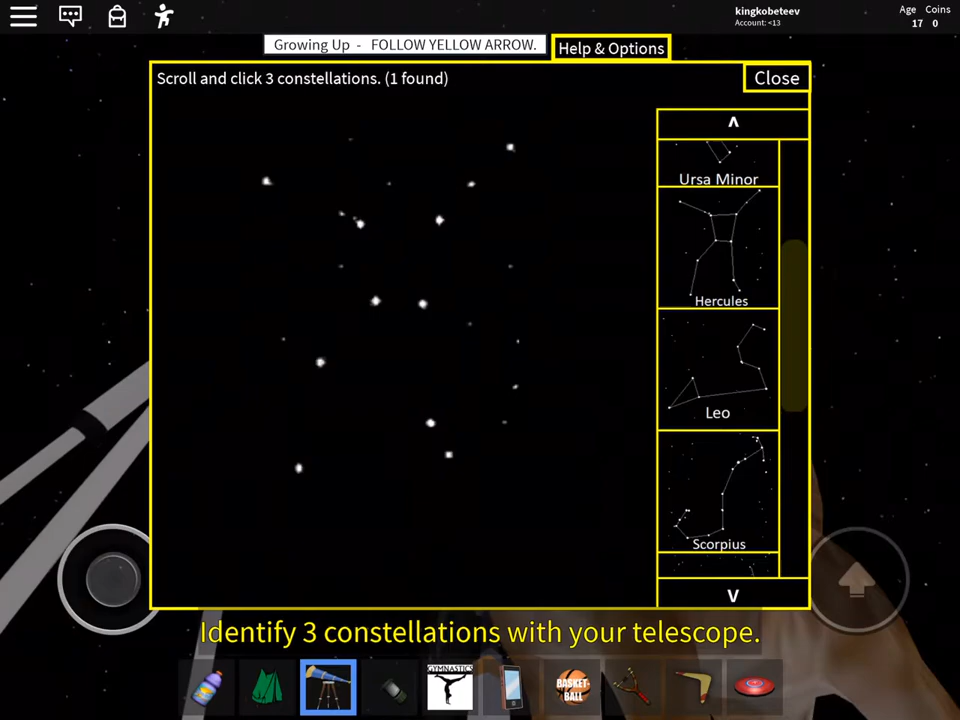 kingkobeteev
Account: <13
Age Coins
17 0
Growing Up - FOLLOW YELLOW ARROW.
Help & Options
Scroll and click 3 constellations. (1 found)
Close
^
Ursa Minor
Hercules
Leo
Scorpius
V
Identify 3 constellations with your telescope.
GYMNASTICS
BASKET-
BALL